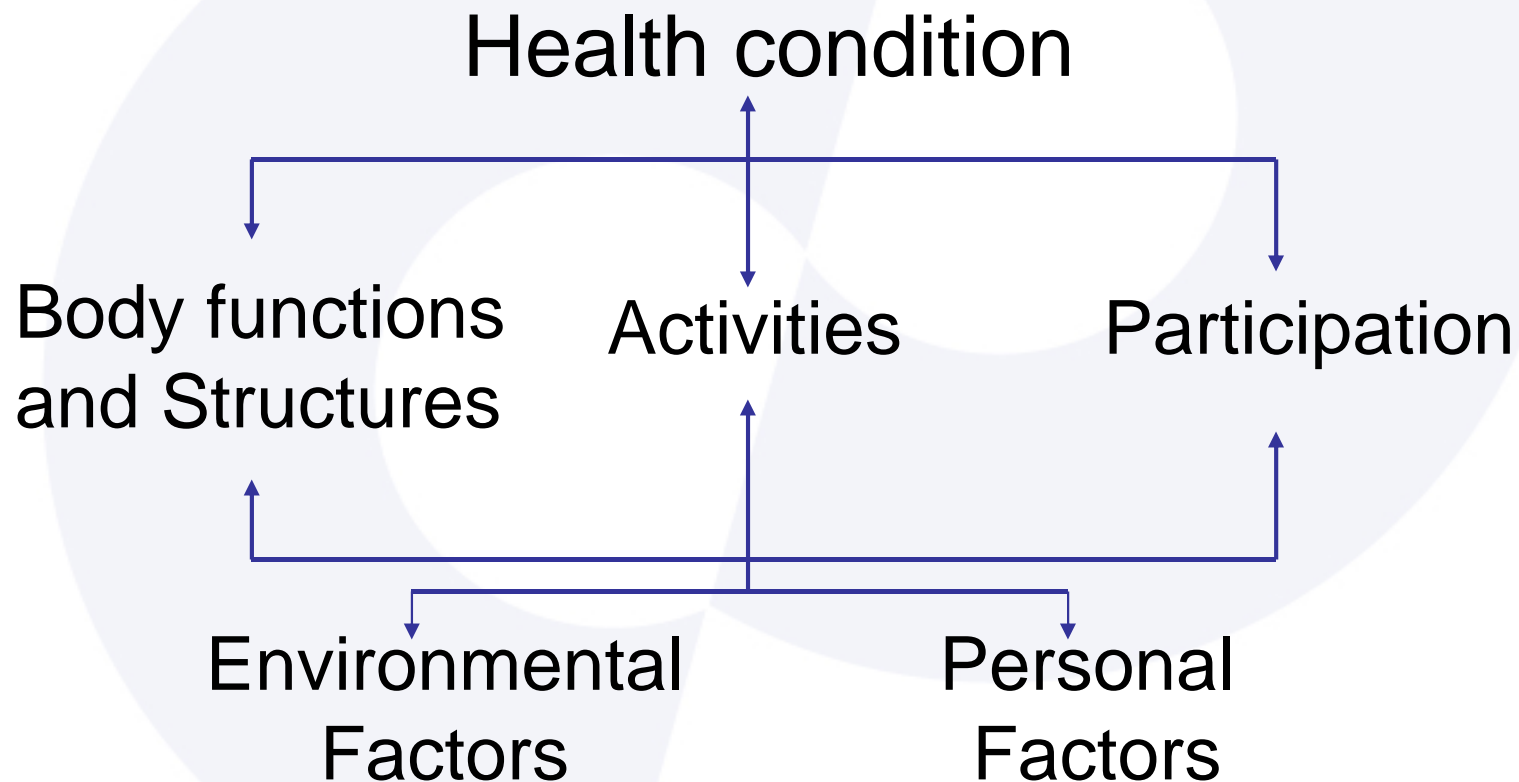 Health condition
Body functions
and Structures
Activities
Participation
Environmental
Factors
Personal
Factors